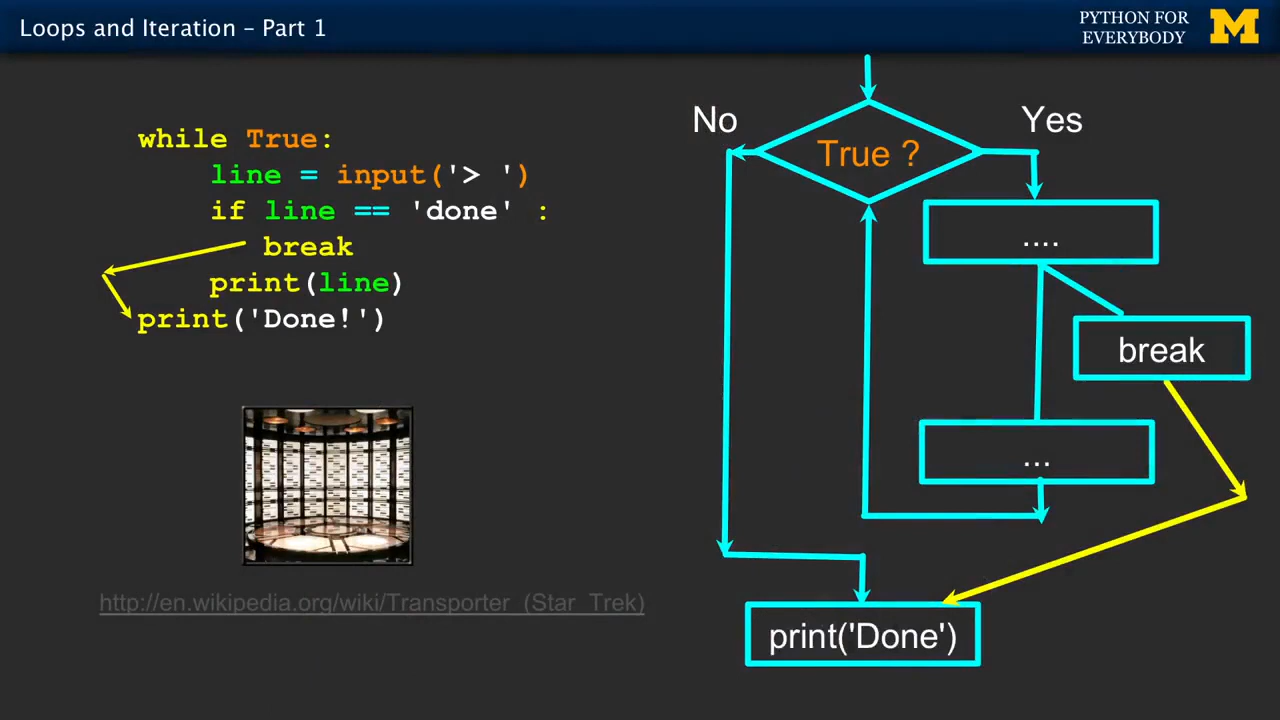 Loops and Iteration – Part 1
PYTHON FOR
EVERYBODY
M
while True:
line = input('> ')
if line == 'done' :
break
print(line)
print('Done!')
http://en.wikipedia.org/wiki/Transporter_(Star_Trek)
No
Yes
True ?
....
break
...
print('Done')